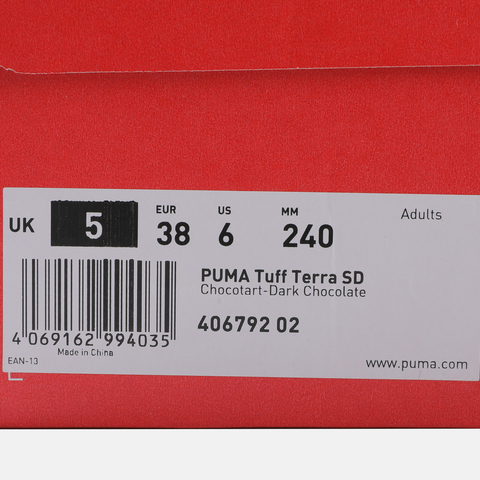 Adults
UK 5 EUR 38 US 6 MM 240
PUMA Tuff Terra SD
Chocotart-Dark Chocolate
406792 02
4 069162 994035
Made in China
EAN-13
www.puma.com